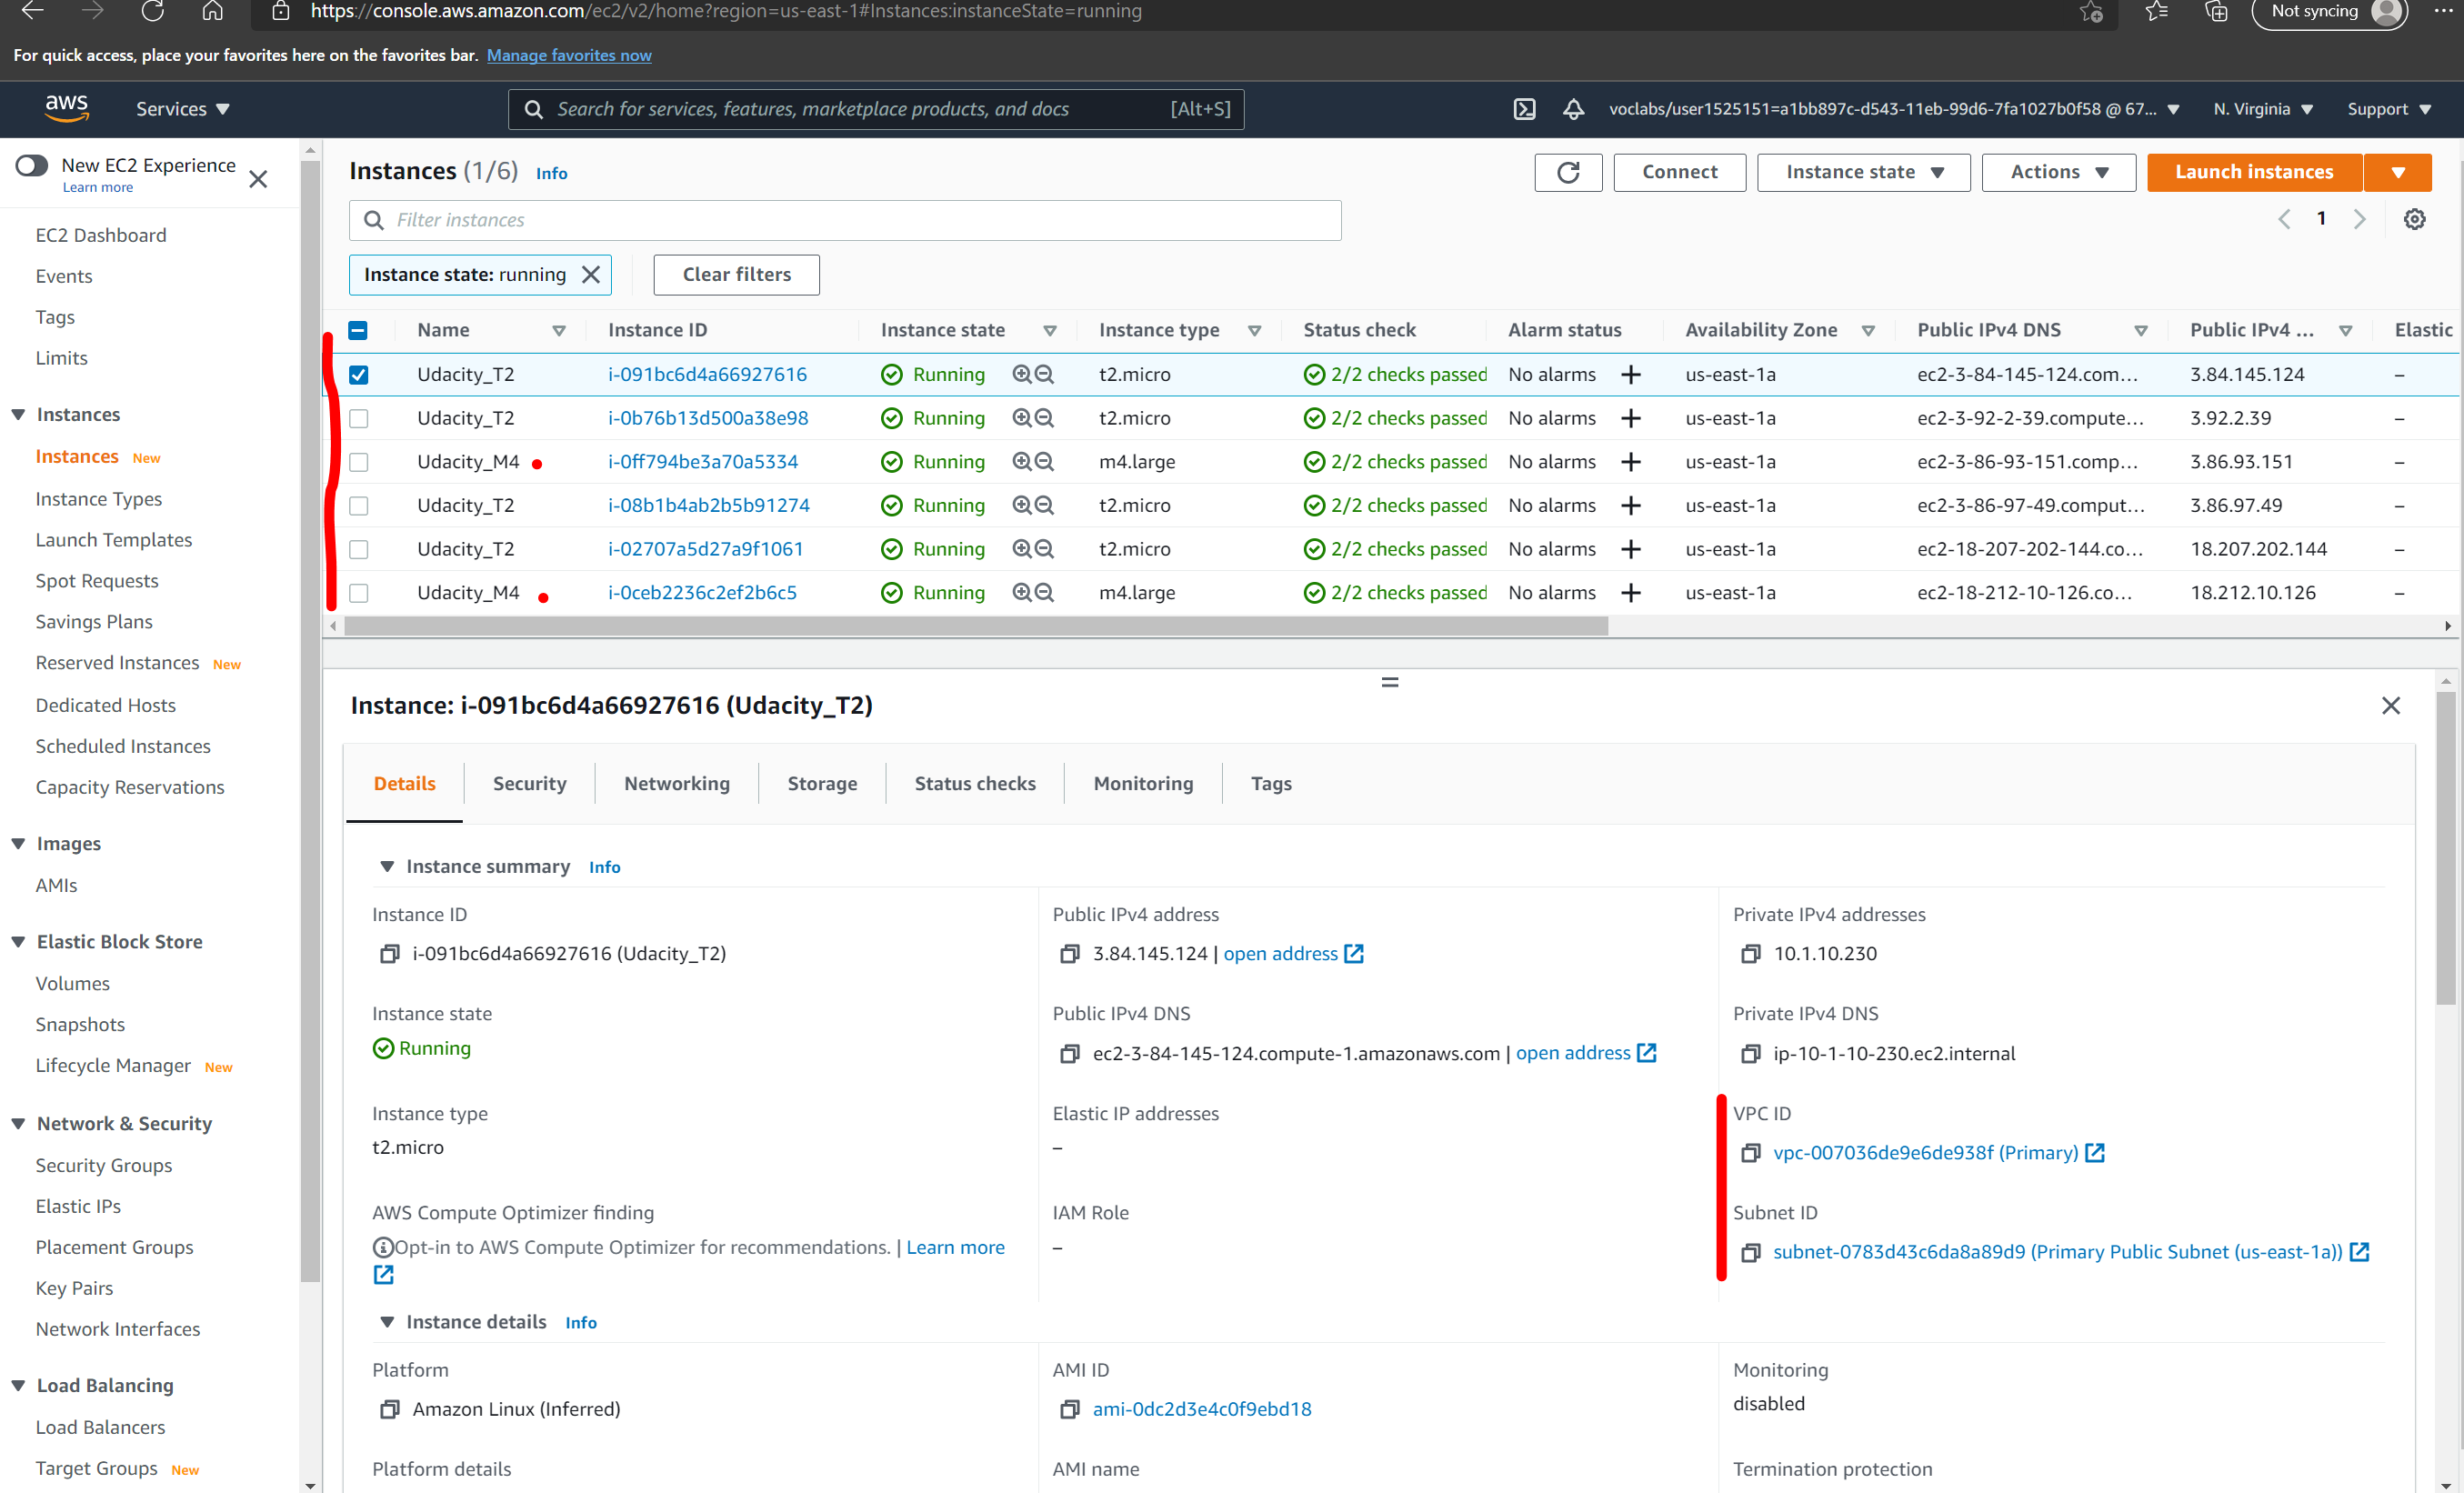 https://console.aws.amazon.com/ec2/v2/home?region=us-east-1#Instances:instanceState=running
Not syncing
For quick access, place your favorites here on the favorites bar. Manage favorites now
aws
Services
Search for services, features, marketplace products, and docs [Alt+S]
voclabs/user1525151=a1bb897c-d543-11eb-99d6-7fa1027b0f58 @ 67...
N. Virginia
Support
New EC2 Experience
Learn more
EC2 Dashboard
Events
Tags
Limits
Instances
Instances New
Instance Types
Launch Templates
Spot Requests
Savings Plans
Reserved Instances New
Dedicated Hosts
Scheduled Instances
Capacity Reservations
Images
AMIs
Elastic Block Store
Volumes
Snapshots
Lifecycle Manager New
Network & Security
Security Groups
Elastic IPs
Placement Groups
Key Pairs
Network Interfaces
Load Balancing
Load Balancers
Target Groups New
Instances (1/6) Info
Connect
Instance state
Actions
Launch instances
Filter instances
1
Instance state: running
Clear filters
Name Instance ID Instance state Instance type Status check Alarm status Availability Zone Public IPv4 DNS Public IPv4 ... Elastic
Udacity_T2 i-091bc6d4a66927616 Running t2.micro 2/2 checks passed No alarms + us-east-1a ec2-3-84-145-124.com... 3.84.145.124 –
Udacity_T2 i-0b76b13d500a38e98 Running t2.micro 2/2 checks passed No alarms + us-east-1a ec2-3-92-2-39.compute... 3.92.2.39 –
Udacity_M4 i-0ff794be3a70a5334 Running m4.large 2/2 checks passed No alarms + us-east-1a ec2-3-86-93-151.comp... 3.86.93.151 –
Udacity_T2 i-08b1b4ab2b5b91274 Running t2.micro 2/2 checks passed No alarms + us-east-1a ec2-3-86-97-49.comput... 3.86.97.49 –
Udacity_T2 i-02707a5d27a9f1061 Running t2.micro 2/2 checks passed No alarms + us-east-1a ec2-18-207-202-144.co... 18.207.202.144 –
Udacity_M4 i-0ceb2236c2ef2b6c5 Running m4.large 2/2 checks passed No alarms + us-east-1a ec2-18-212-10-126.co... 18.212.10.126 –
Instance: i-091bc6d4a66927616 (Udacity_T2)
Details Security Networking Storage Status checks Monitoring Tags
Instance summary Info
Instance ID
i-091bc6d4a66927616 (Udacity_T2)
Public IPv4 address
3.84.145.124 | open address
Private IPv4 addresses
10.1.10.230
Instance state
Running
Public IPv4 DNS
ec2-3-84-145-124.compute-1.amazonaws.com | open address
Private IPv4 DNS
ip-10-1-10-230.ec2.internal
Instance type
t2.micro
Elastic IP addresses
–
VPC ID
vpc-007036de9e6de938f (Primary)
AWS Compute Optimizer finding
Opt-in to AWS Compute Optimizer for recommendations. | Learn more
IAM Role
–
Subnet ID
subnet-0783d43c6da8a89d9 (Primary Public Subnet (us-east-1a))
Instance details Info
Platform
Amazon Linux (Inferred)
AMI ID
ami-0dc2d3e4c0f9ebd18
Monitoring
disabled
Platform details
AMI name
Termination protection